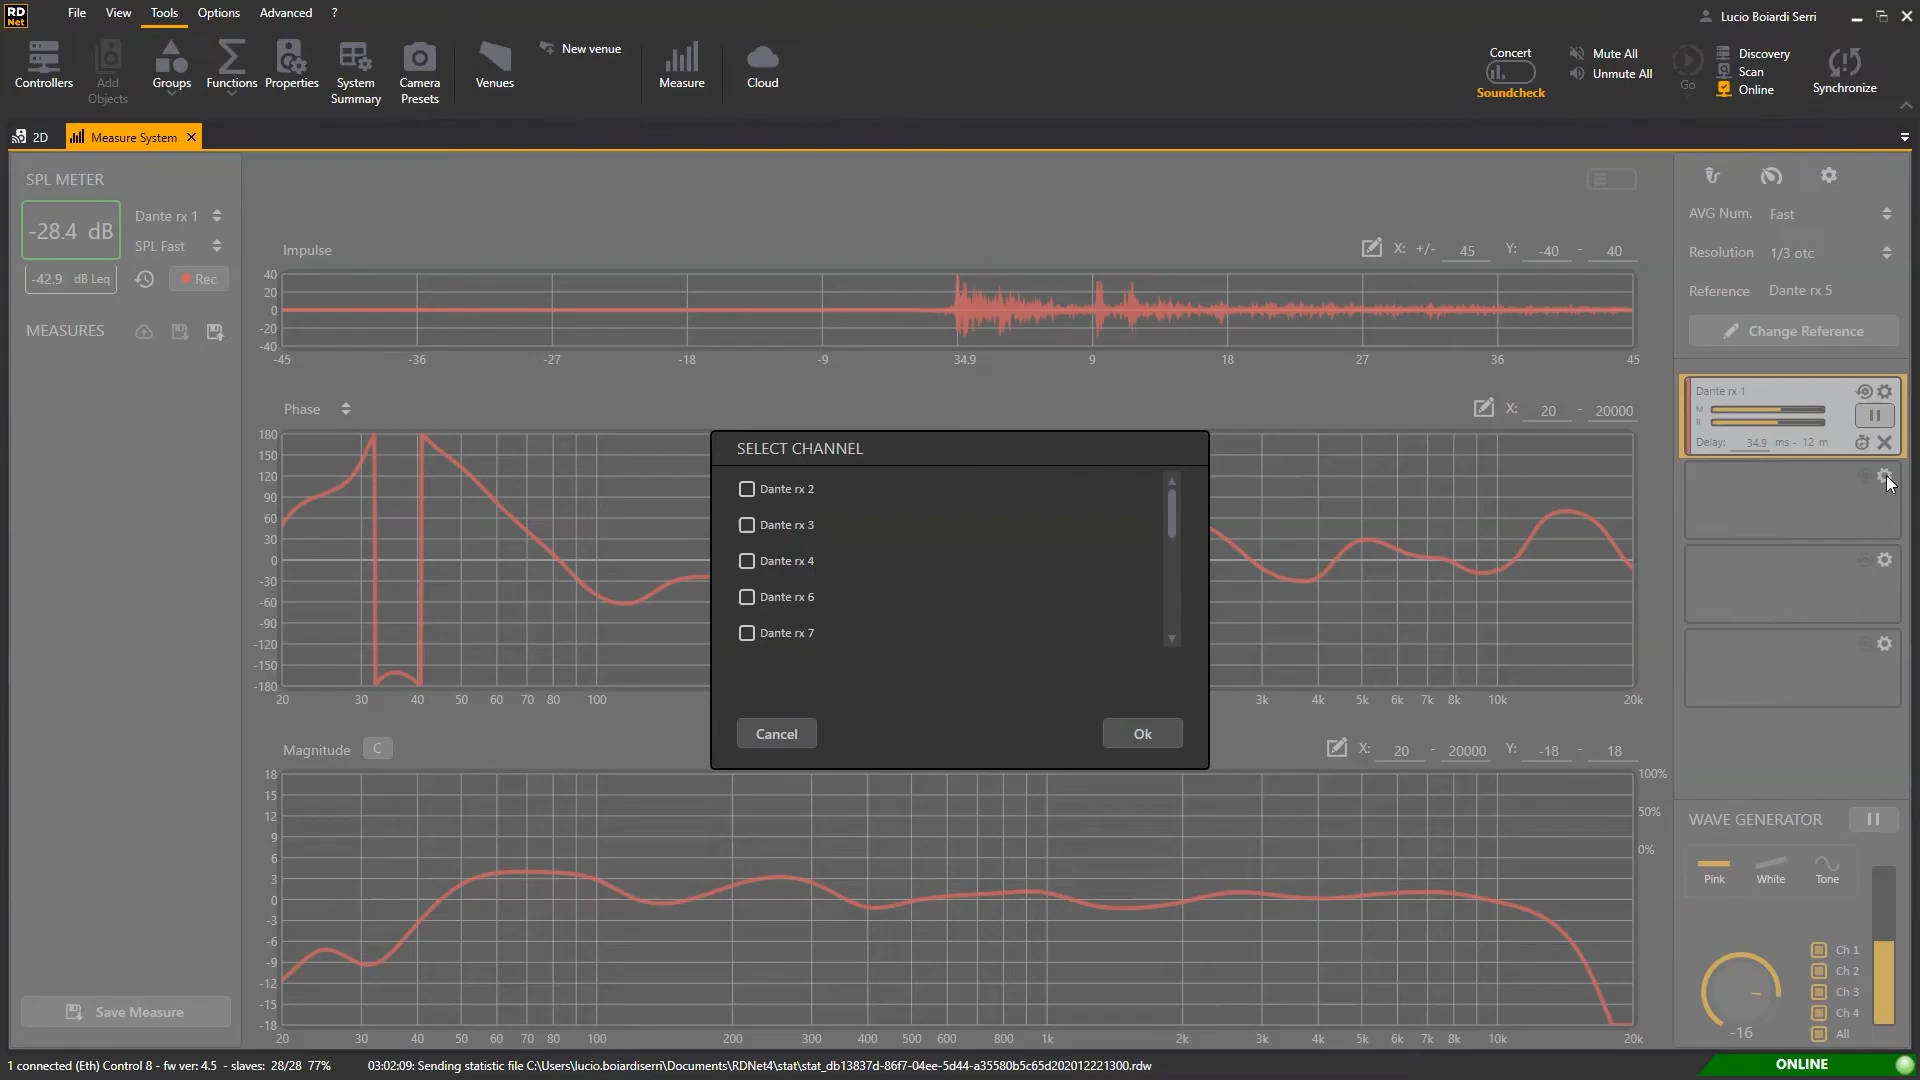 RD
Net
File View Tools Options Advanced ?
Lucio Boiardi Serri
Controllers
Add
Objects
Groups
Functions
Properties
System
Summary
Camera
Presets
Venues
New venue
Measure
Cloud
Concert
Soundcheck
Mute All
Unmute All
Go
Discovery
Scan
Online
Synchronize
2D
Measure System
SPL METER
-28.4 dB
Dante rx 1
SPL Fast
-42.9 dB Leq
Rec
MEASURES
Save Measure
Impulse
X: +/- 45 Y: -40 - 40
40
20
0
-20
-40
-45 -36 -27 -18 -9 34.9 9 18 27 36 45
Phase
X: 20 - 20000
180
150
120
90
60
30
0
-30
-60
-90
-120
-150
-180
20 30 40 50 60 70 80 100 3k 4k 5k 6k 7k 8k 10k 20k
SELECT CHANNEL
Dante rx 2
Dante rx 3
Dante rx 4
Dante rx 6
Dante rx 7
Cancel Ok
Magnitude C
X: 20 - 20000 Y: -18 - 18
18
15
12
9
6
3
0
-3
-6
-9
-12
-15
-18
100%
50%
0%
20 30 40 50 60 70 80 100 200 300 400 500 600 800 1k 2k 3k 4k 5k 6k 7k 8k 10k 20k
AVG Num. Fast
Resolution 1/3 otc
Reference Dante rx 5
Change Reference
Dante rx 1
M
R
Delay: 34.9 ms - 12 m
WAVE GENERATOR
Pink White Tone
-16
Ch 1
Ch 2
Ch 3
Ch 4
All
1 connected (Eth) Control 8 - fw ver: 4.5 - slaves: 28/28 77%
03:02:09: Sending statistic file C:\Users\lucio.boiardiserri\Documents\RDNet4\stat\stat_db13837d-86f7-04ee-5d44-a35580b5c65d202012221300.rdw
ONLINE